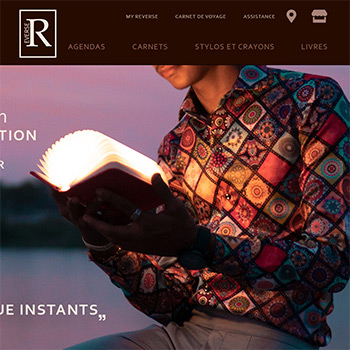 MY REVERSE CARNET DE VOYAGE ASSISTANCE
REVERSE
R
AGENDAS CARNETS STYLOS ET CRAYONS LIVRES
n
TION
R
UE INSTANTS„